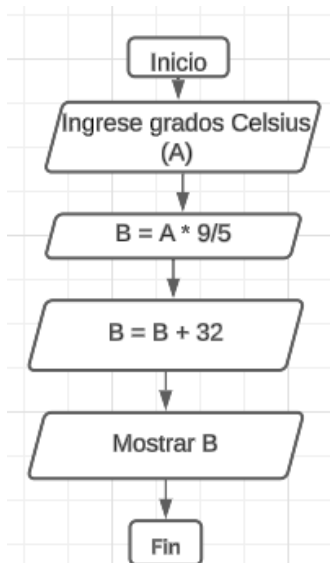 Inicio
Ingrese grados Celsius
(A)
B = A * 9/5
B = B + 32
Mostrar B
Fin